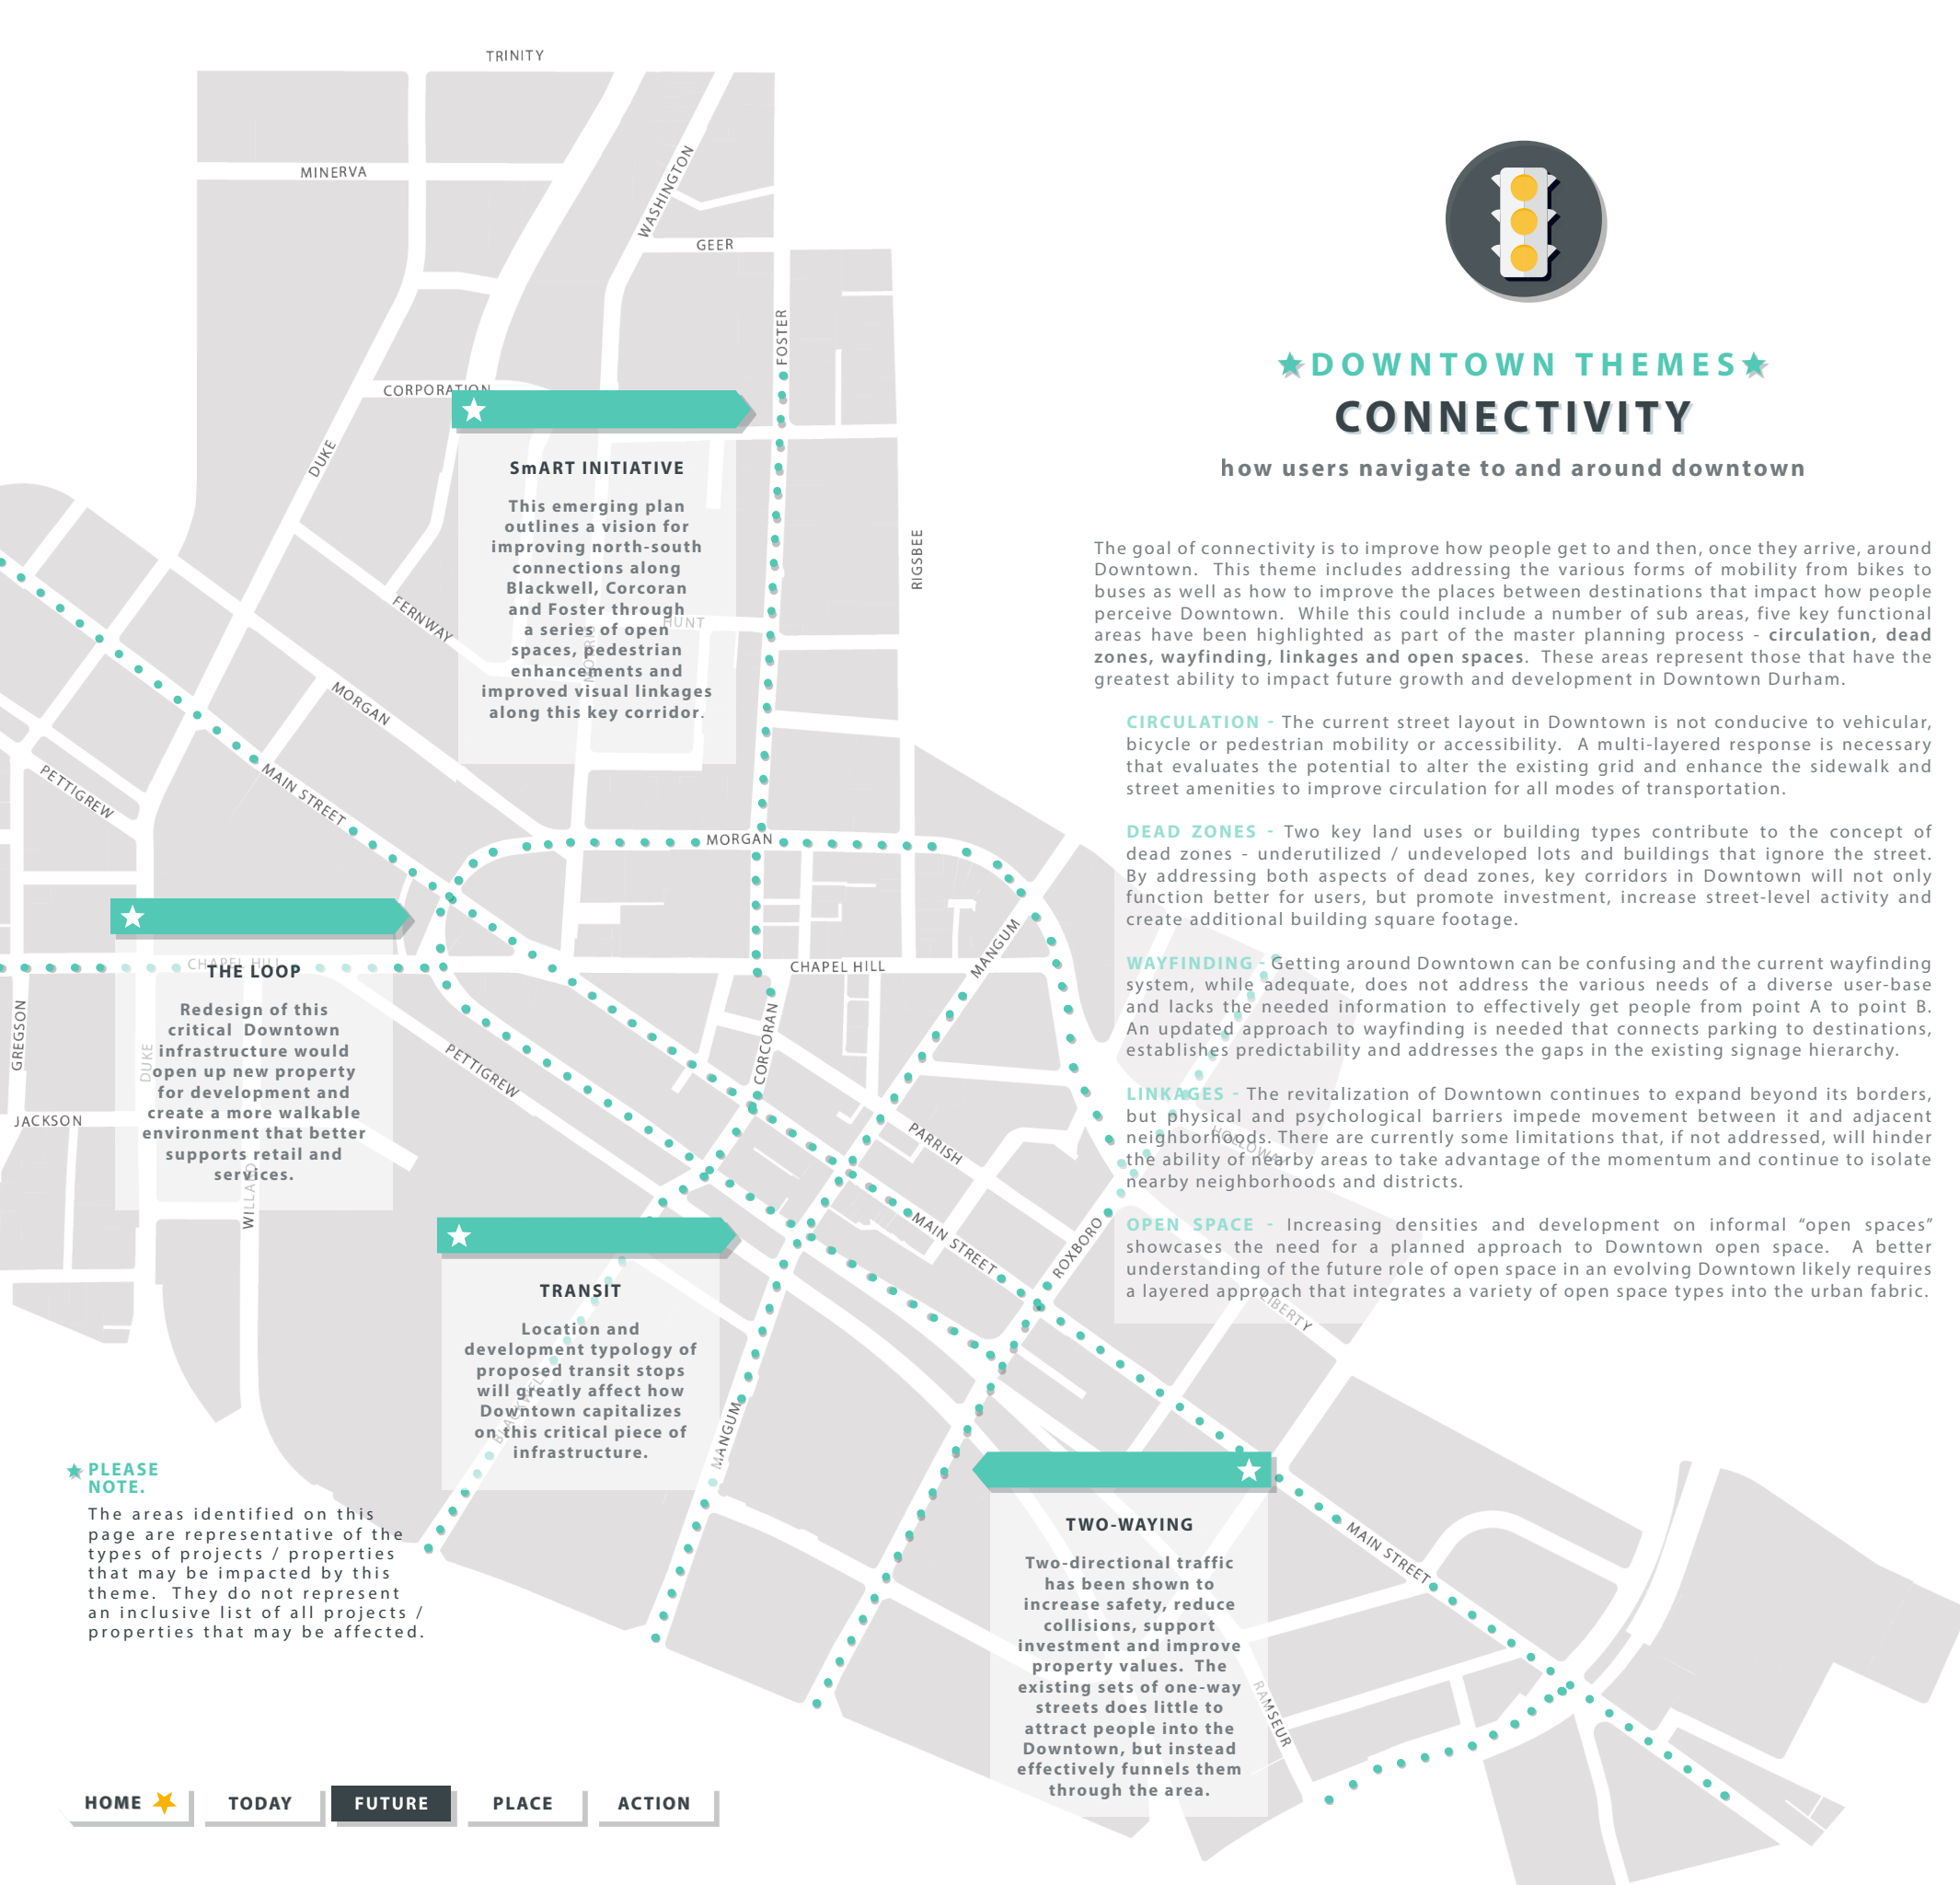 TRINITY
MINERVA
WASHINGTON
GEER
FOSTER
CORPORATION
DUKE
RIGSBEE
FERNWAY
HUNT
MORRIS
MORGAN
PETTIGREW
MAIN STREET
MORGAN
CHAPEL HILL
CHAPEL HILL
MANGUM
GREGSON
DUKE
PETTIGREW
CORCORAN
JACKSON
PARRISH
HOLLOWAY
WILLARD
MAIN STREET
ROXBORO
LIBERTY
BLACKWELL
MANGUM
MAIN STREET
RAMSEUR
SmART INITIATIVE
This emerging plan
outlines a vision for
improving north-south
connections along
Blackwell, Corcoran
and Foster through
a series of open
spaces, pedestrian
enhancements and
improved visual linkages
along this key corridor.
THE LOOP
Redesign of this
critical Downtown
infrastructure would
open up new property
for development and
create a more walkable
environment that better
supports retail and
services.
TRANSIT
Location and
development typology of
proposed transit stops
will greatly affect how
Downtown capitalizes
on this critical piece of
infrastructure.
TWO-WAYING
Two-directional traffic
has been shown to
increase safety, reduce
collisions, support
investment and improve
property values. The
existing sets of one-way
streets does little to
attract people into the
Downtown, but instead
effectively funnels them
through the area.
DOWNTOWN THEMES
CONNECTIVITY
how users navigate to and around downtown
The goal of connectivity is to improve how people get to and then, once they arrive, around
Downtown. This theme includes addressing the various forms of mobility from bikes to
buses as well as how to improve the places between destinations that impact how people
perceive Downtown. While this could include a number of sub areas, five key functional
areas have been highlighted as part of the master planning process - circulation, dead
zones, wayfinding, linkages and open spaces. These areas represent those that have the
greatest ability to impact future growth and development in Downtown Durham.
CIRCULATION - The current street layout in Downtown is not conducive to vehicular,
bicycle or pedestrian mobility or accessibility. A multi-layered response is necessary
that evaluates the potential to alter the existing grid and enhance the sidewalk and
street amenities to improve circulation for all modes of transportation.
DEAD ZONES - Two key land uses or building types contribute to the concept of
dead zones - underutilized / undeveloped lots and buildings that ignore the street.
By addressing both aspects of dead zones, key corridors in Downtown will not only
function better for users, but promote investment, increase street-level activity and
create additional building square footage.
WAYFINDING - Getting around Downtown can be confusing and the current wayfinding
system, while adequate, does not address the various needs of a diverse user-base
and lacks the needed information to effectively get people from point A to point B.
An updated approach to wayfinding is needed that connects parking to destinations,
establishes predictability and addresses the gaps in the existing signage hierarchy.
LINKAGES - The revitalization of Downtown continues to expand beyond its borders,
but physical and psychological barriers impede movement between it and adjacent
neighborhoods. There are currently some limitations that, if not addressed, will hinder
the ability of nearby areas to take advantage of the momentum and continue to isolate
nearby neighborhoods and districts.
OPEN SPACE - Increasing densities and development on informal “open spaces”
showcases the need for a planned approach to Downtown open space. A better
understanding of the future role of open space in an evolving Downtown likely requires
a layered approach that integrates a variety of open space types into the urban fabric.
PLEASE
NOTE.
The areas identified on this
page are representative of the
types of projects / properties
that may be impacted by this
theme. They do not represent
an inclusive list of all projects /
properties that may be affected.
HOME
TODAY
FUTURE
PLACE
ACTION